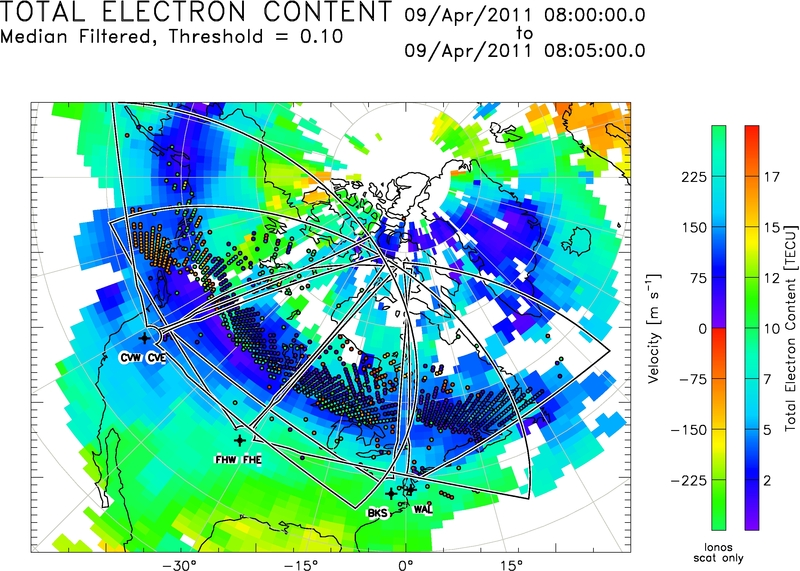 TOTAL ELECTRON CONTENT
09/Apr/2011 08:00:00.0
Median Filtered, Threshold = 0.10
to
09/Apr/2011 08:05:00.0
225
150
75
0
-75
-150
-225
Velocity [m s⁻¹]
17
15
12
10
7
5
2
Total Electron Content [TECU]
CVW CVE
FHW FHE
BKS
WAL
-30°
-15°
0°
15°
Ionos
scat only